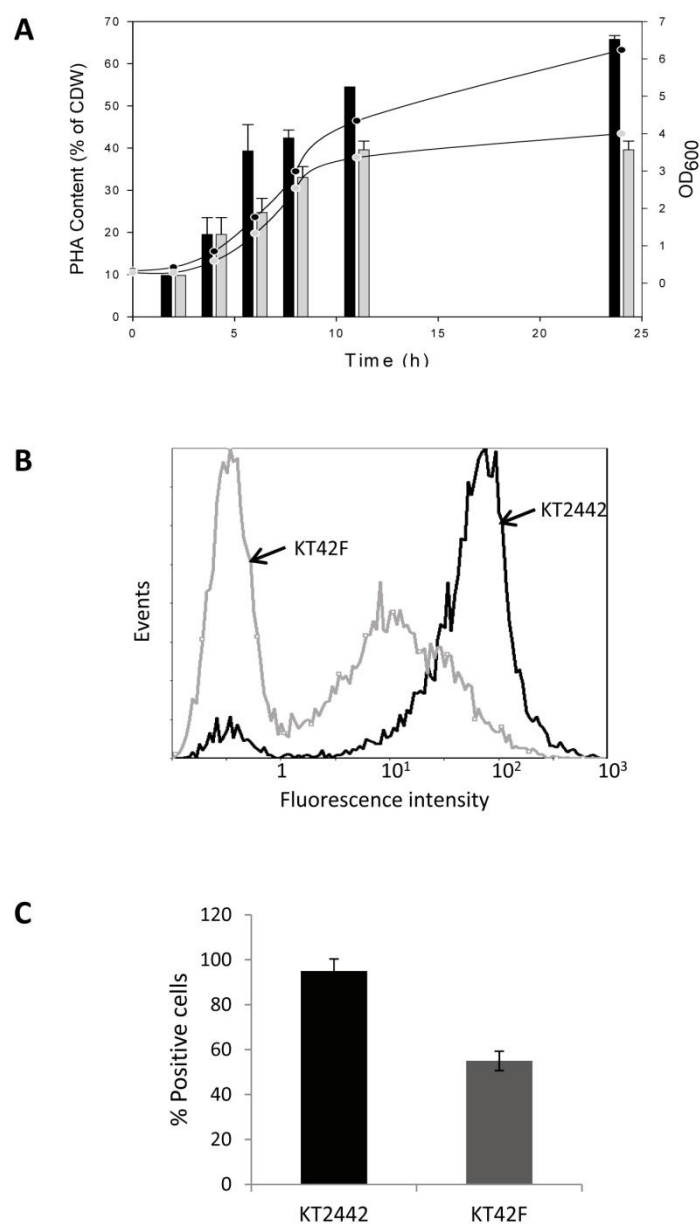 A
PHA Content (% of CDW)
70
60
50
40
30
20
10
0
7
6
5
4
3
2
1
0
OD600
0 5 10 15 20 25
Time (h)
B
Events
KT42F
KT2442
1 10¹ 10² 10³
Fluorescence intensity
C
% Positive cells
120
100
80
60
40
20
0
KT2442 KT42F